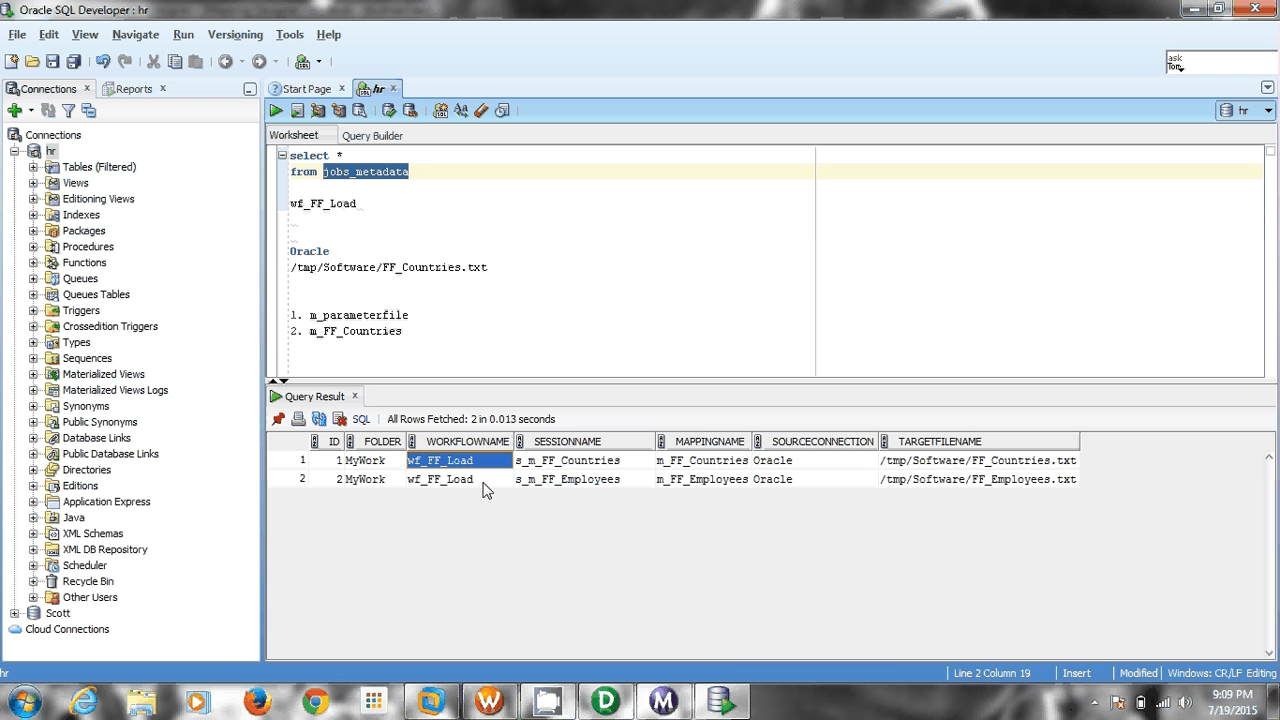 Oracle SQL Developer : hr
File Edit View Navigate Run Versioning Tools Help
ask
Tom
Connections Reports Start Page hr
hr
Worksheet Query Builder
Connections
hr
Tables (Filtered)
Views
Editioning Views
Indexes
Packages
Procedures
Functions
Queues
Queues Tables
Triggers
Crossedition Triggers
Types
Sequences
Materialized Views
Materialized Views Logs
Synonyms
Public Synonyms
Database Links
Public Database Links
Directories
Editions
Application Express
Java
XML Schemas
XML DB Repository
Scheduler
Recycle Bin
Other Users
Scott
Cloud Connections
select *
from jobs_metadata
wf_FF_Load
Oracle
/tmp/Software/FF_Countries.txt
1. m_parameterfile
2. m_FF_Countries
Query Result
SQL All Rows Fetched: 2 in 0.013 seconds
ID FOLDER WORKFLOWNAME SESSIONNAME MAPPINGNAME SOURCECONNECTION TARGETFILENAME
1 1 MyWork wf_FF_Load s_m_FF_Countries m_FF_Countries Oracle /tmp/Software/FF_Countries.txt
2 2 MyWork wf_FF_Load s_m_FF_Employees m_FF_Employees Oracle /tmp/Software/FF_Employees.txt
hr Line 2 Column 19 Insert Modified Windows: CR/LF Editing
W D M
9:09 PM
7/19/2015